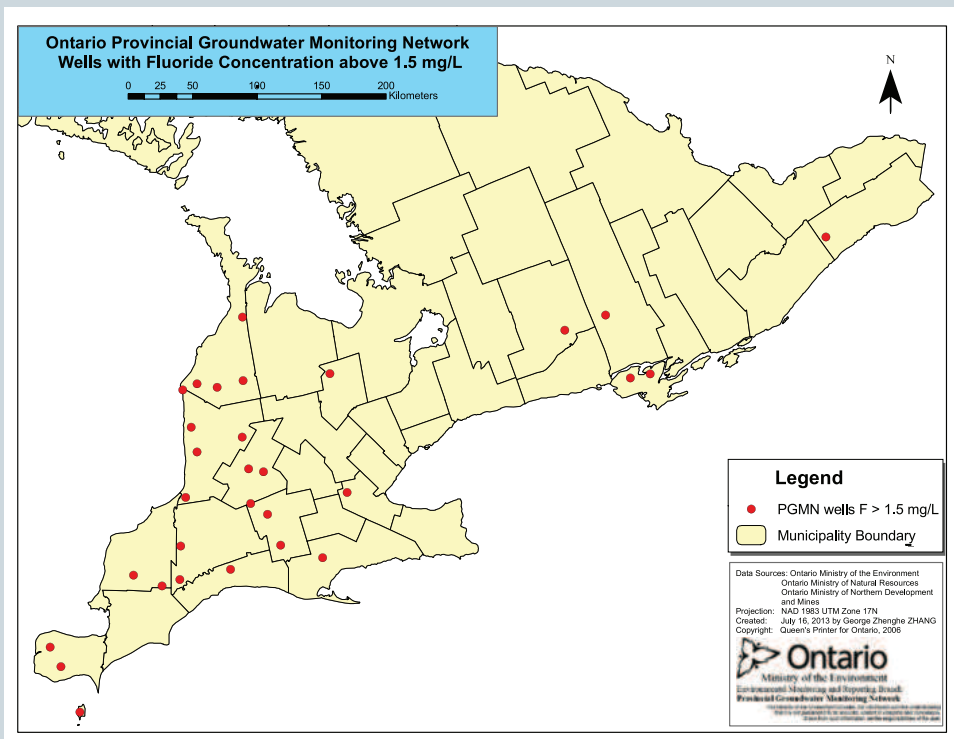 Ontario Provincial Groundwater Monitoring Network
Wells with Fluoride Concentration above 1.5 mg/L
0 25 50 100 150 200
Kilometers
N
Legend
PGMN wells F > 1.5 mg/L
Municipality Boundary
Data Sources: Ontario Ministry of the Environment
Ontario Ministry of Natural Resources
Ontario Ministry of Northern Development
and Mines
Projection: NAD 1983 UTM Zone 17N
Created: July 16, 2013 by George Zhenghe ZHANG
Copyright: Queen's Printer for Ontario, 2006
Ontario
Ministry of the Environment
Environmental Monitoring and Reporting Branch
Provincial Groundwater Monitoring Network